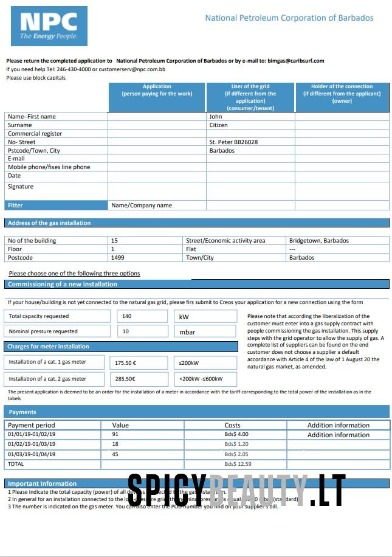 NPC
The Energy People.
National Petroleum Corporation of Barbados
Please return the completed application to National Petroleum Corporation of Barbados or by e-mail to: bimgas@caribsurf.com
If you need help Tel: 246-430-4000 or customerserv@npc.com.bb
Please use block capitals.
Application (person paying for the work)
User of the grid (if different from the application) (consumer/tenant)
Holder of the connection (if different from the applicant) (owner)
Name- First name John
Surname Citizen
Commercial register
No- Street St. Peter BB26028
Pstcode/Town, City Barbados
E-mail
Mobile phone/fixes line phone
Date
Signature
Fitter Name/Company name
Address of the gas installation
No of the building 15 Street/Economic activity area Bridgetown, Barbados
Floor 1 Flat ---
Postcode 1499 Town/City Barbados
Please choose one of the following three options
Commissioning of a new installation
If your house/building is not yet connected to the natural gas grid, please firs submit to Creos your application for a new connection using the form
Total capacity requested 140 kW
Nominal pressure requested 10 mbar
Please note that according the liberalization of the
customer must enter into a gas supply contract with
people commissioning the gas installation. This supply
steps with the grid operator to allow the supply of gas. A
complete list of suppliers can be found on the end
customer does not choose a supplier a default
accordance with Article 4 of the law of 1 August 20 the
natural gas market, as amended.
Charges for meter installation
Installation of a cat. 1 gas meter 175.50 € ≤200kW
Installation of a cat. 2 gas meter 285.50€ >200kW -≤600kW
The present application is deemed to be an order for the installation of a meter in accordance with the tariff corresponding to the total power of the installation as in the
tabels
Payments
Payment period Value Costs Addition information
01/01/19-01/02/19 91 Bds$ 4.00 Addition information
01/02/19-01/03/19 18 Bds$ 1.20
01/03/19-01/04/19 45 Bds$ 2.05
TOTAL Bds$ 12.59
Important Information
1 Please indicate the total capacity (power) of all
2 In general for an installation connected to the
3 The number is indicated on the gas meter. You can also enter the
SPICYBEAUTY.LT